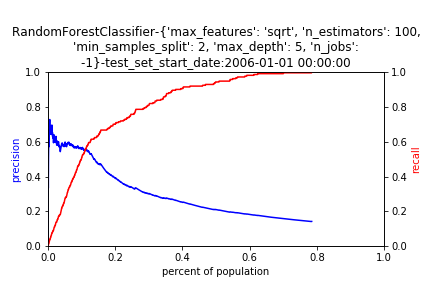 RandomForestClassifier-{'max_features': 'sqrt', 'n_estimators': 100,
'min_samples_split': 2, 'max_depth': 5, 'n_jobs':
-1}-test_set_start_date:2006-01-01 00:00:00
1.0
0.8
0.6
0.4
0.2
0.0
precision
1.0
0.8
0.6
0.4
0.2
0.0
recall
0.0 0.2 0.4 0.6 0.8 1.0
percent of population